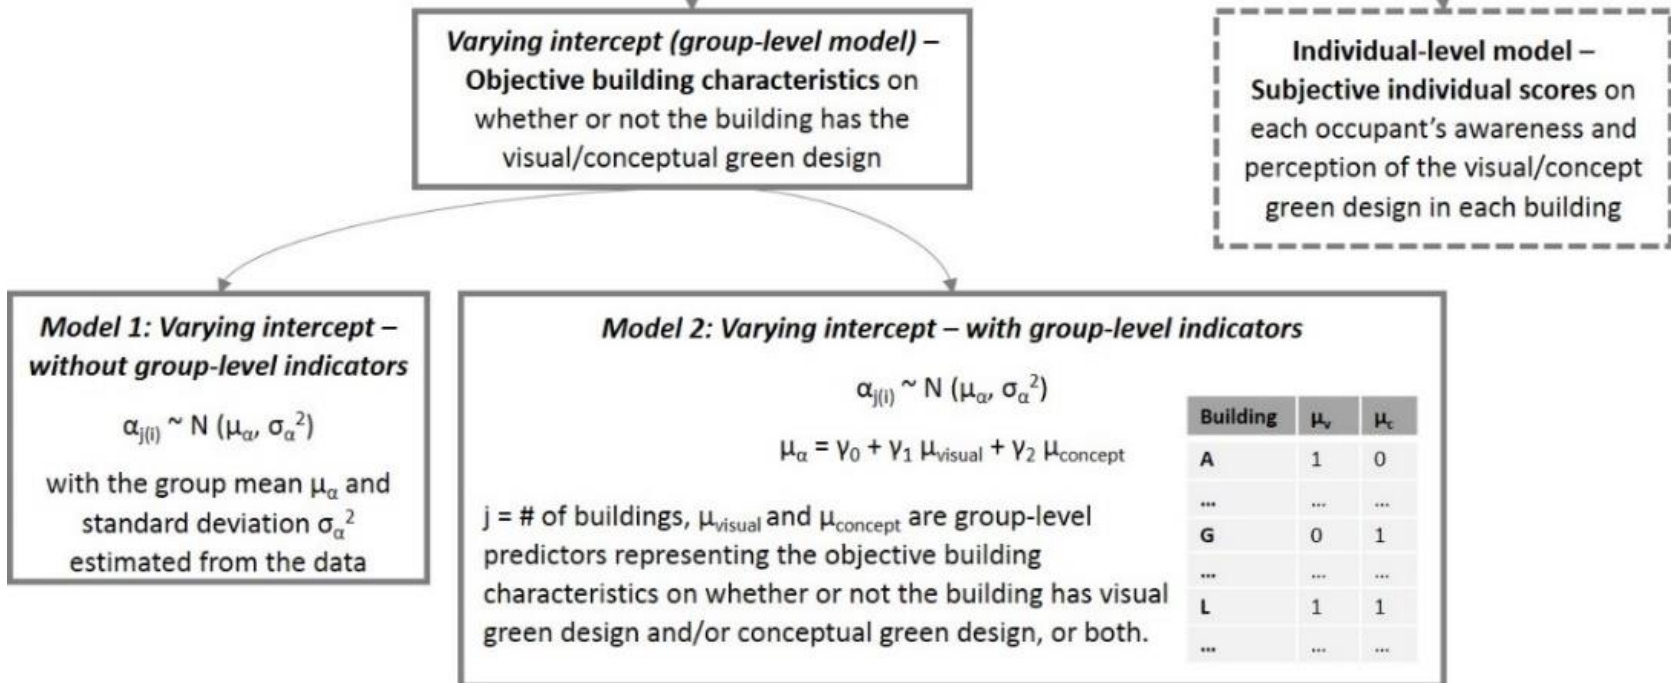 Varying intercept (group-level model) –
Objective building characteristics on
whether or not the building has the
visual/conceptual green design
Individual-level model –
Subjective individual scores on
each occupant's awareness and
perception of the visual/concept
green design in each building
Model 1: Varying intercept –
without group-level indicators
αj(i) ~ N (μα, σα²)
with the group mean μα and
standard deviation σα²
estimated from the data
Model 2: Varying intercept – with group-level indicators
αj(i) ~ N (μα, σα²)
μα = γ0 + γ1 μvisual + γ2 μconcept
j = # of buildings, μvisual and μconcept are group-level
predictors representing the objective building
characteristics on whether or not the building has visual
green design and/or conceptual green design, or both.
Building μv μc
A 1 0
... ... ...
G 0 1
... ... ...
L 1 1
... ... ...